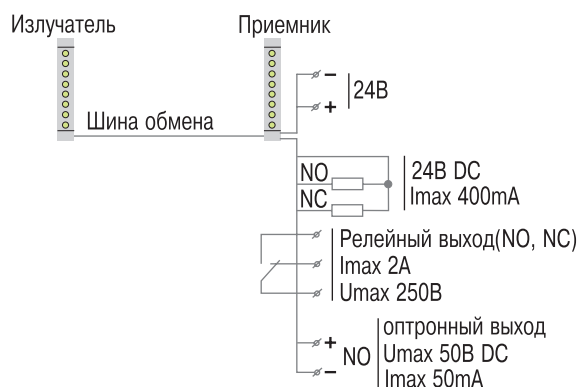 Излучатель
Приемник
−
+
24В
Шина обмена
NO
NC
24В DC
Imax 400mA
Релейный выход(NO, NC)
Imax 2A
Umax 250В
+
−
NO
оптронный выход
Umax 50В DC
Imax 50mA